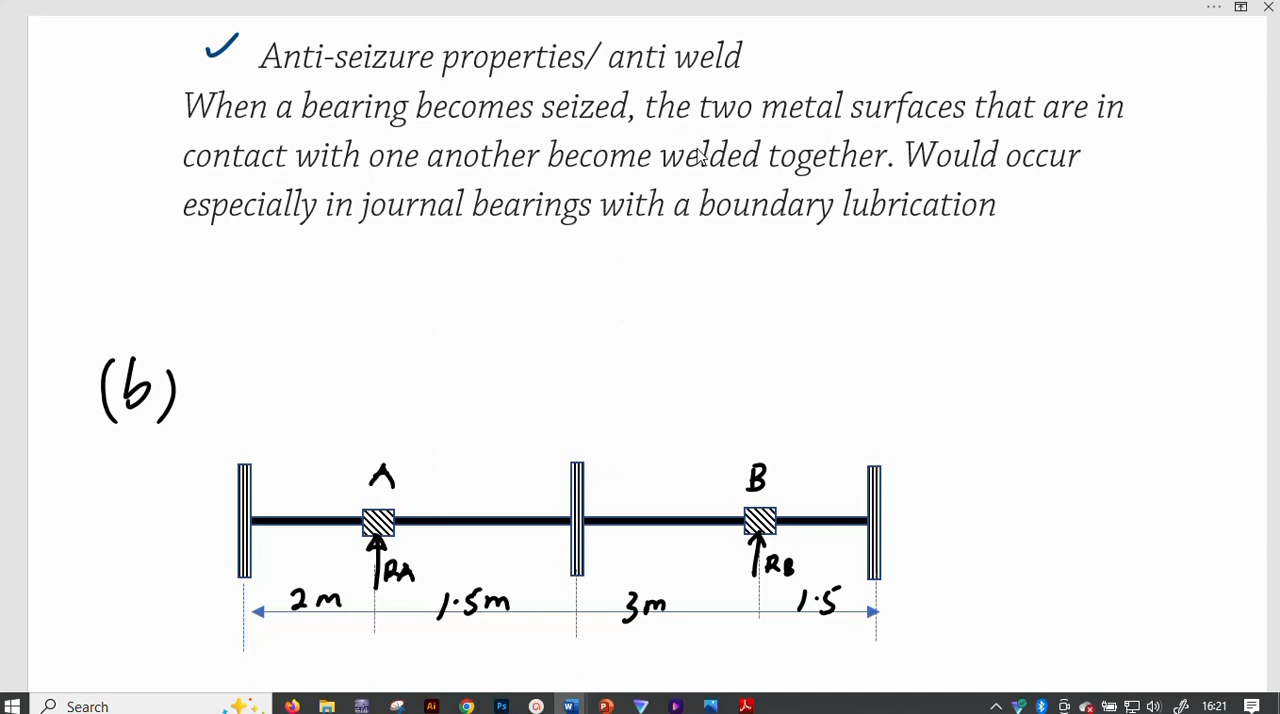 Anti-seizure properties/ anti weld
When a bearing becomes seized, the two metal surfaces that are in
contact with one another become welded together. Would occur
especially in journal bearings with a boundary lubrication
(b)
A B
RA RB
2m 1.5m 3m 1.5
Search 16:21